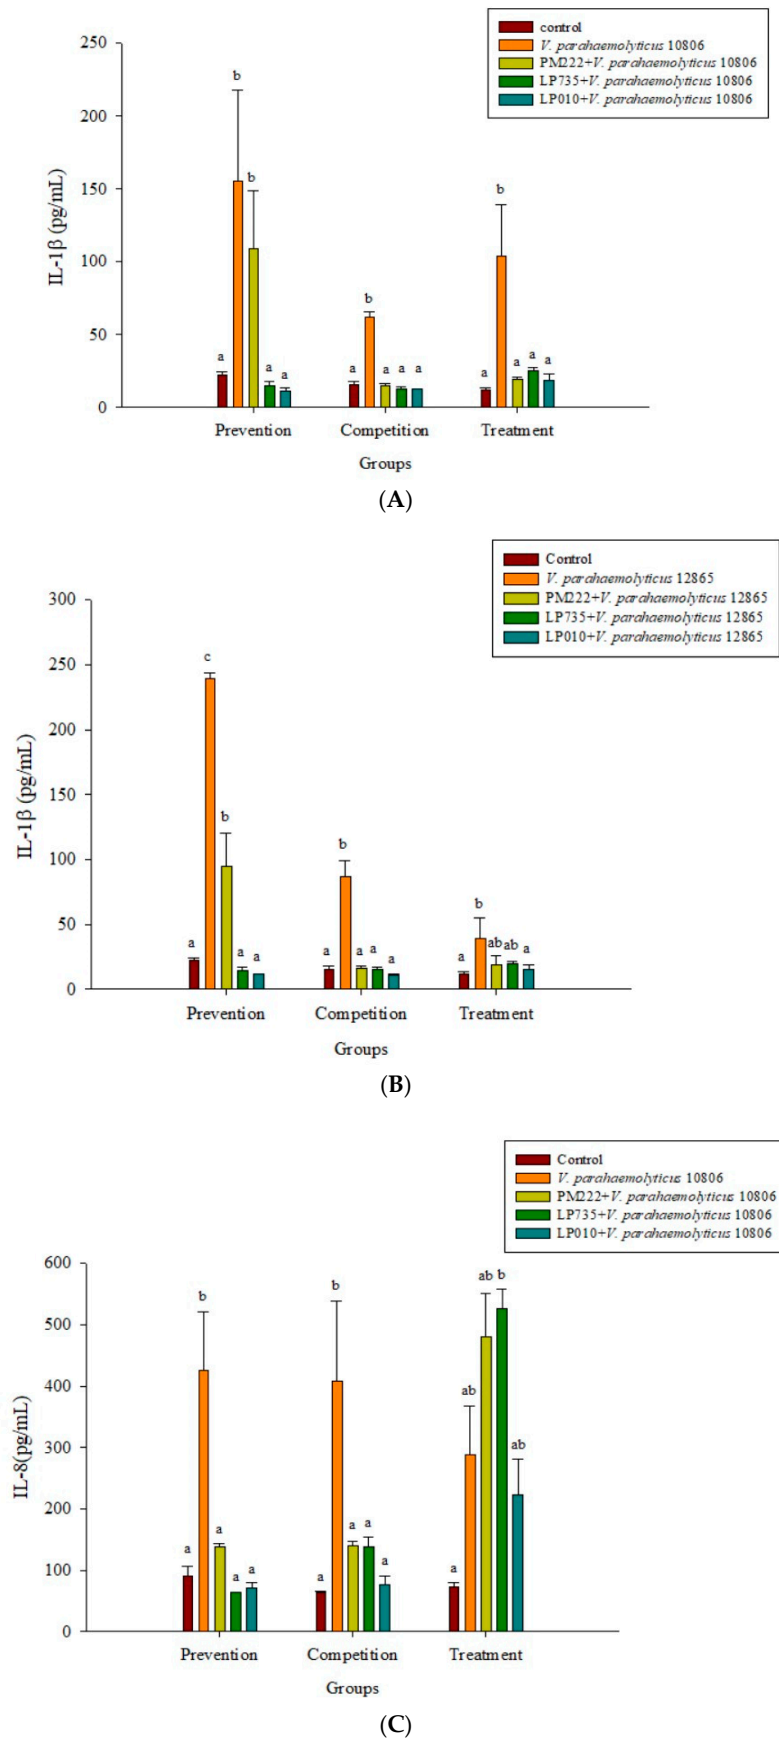 control
V. parahaemolyticus 10806
PM222+V. parahaemolyticus 10806
LP735+V. parahaemolyticus 10806
LP010+V. parahaemolyticus 10806
250
200
150
100
50
0
IL-1β (pg/mL)
b
b
b
b
a
a
a
a
a
a
a
a
a
a
a
Prevention
Competition
Treatment
Groups
(A)
Control
V. parahaemolyticus 12865
PM222+V. parahaemolyticus 12865
LP735+V. parahaemolyticus 12865
LP010+V. parahaemolyticus 12865
300
250
200
150
100
50
0
IL-1β (pg/mL)
a
c
b
a
a
a
b
a
a
a
a
b
ab
ab
a
Prevention
Competition
Treatment
Groups
(B)
Control
V. parahaemolyticus 10806
PM222+V. parahaemolyticus 10806
LP735+V. parahaemolyticus 10806
LP010+V. parahaemolyticus 10806
600
500
400
300
200
100
0
IL-8(pg/mL)
a
b
a
a
a
a
b
a
a
a
a
ab
ab
b
ab
Prevention
Competition
Treatment
Groups
(C)